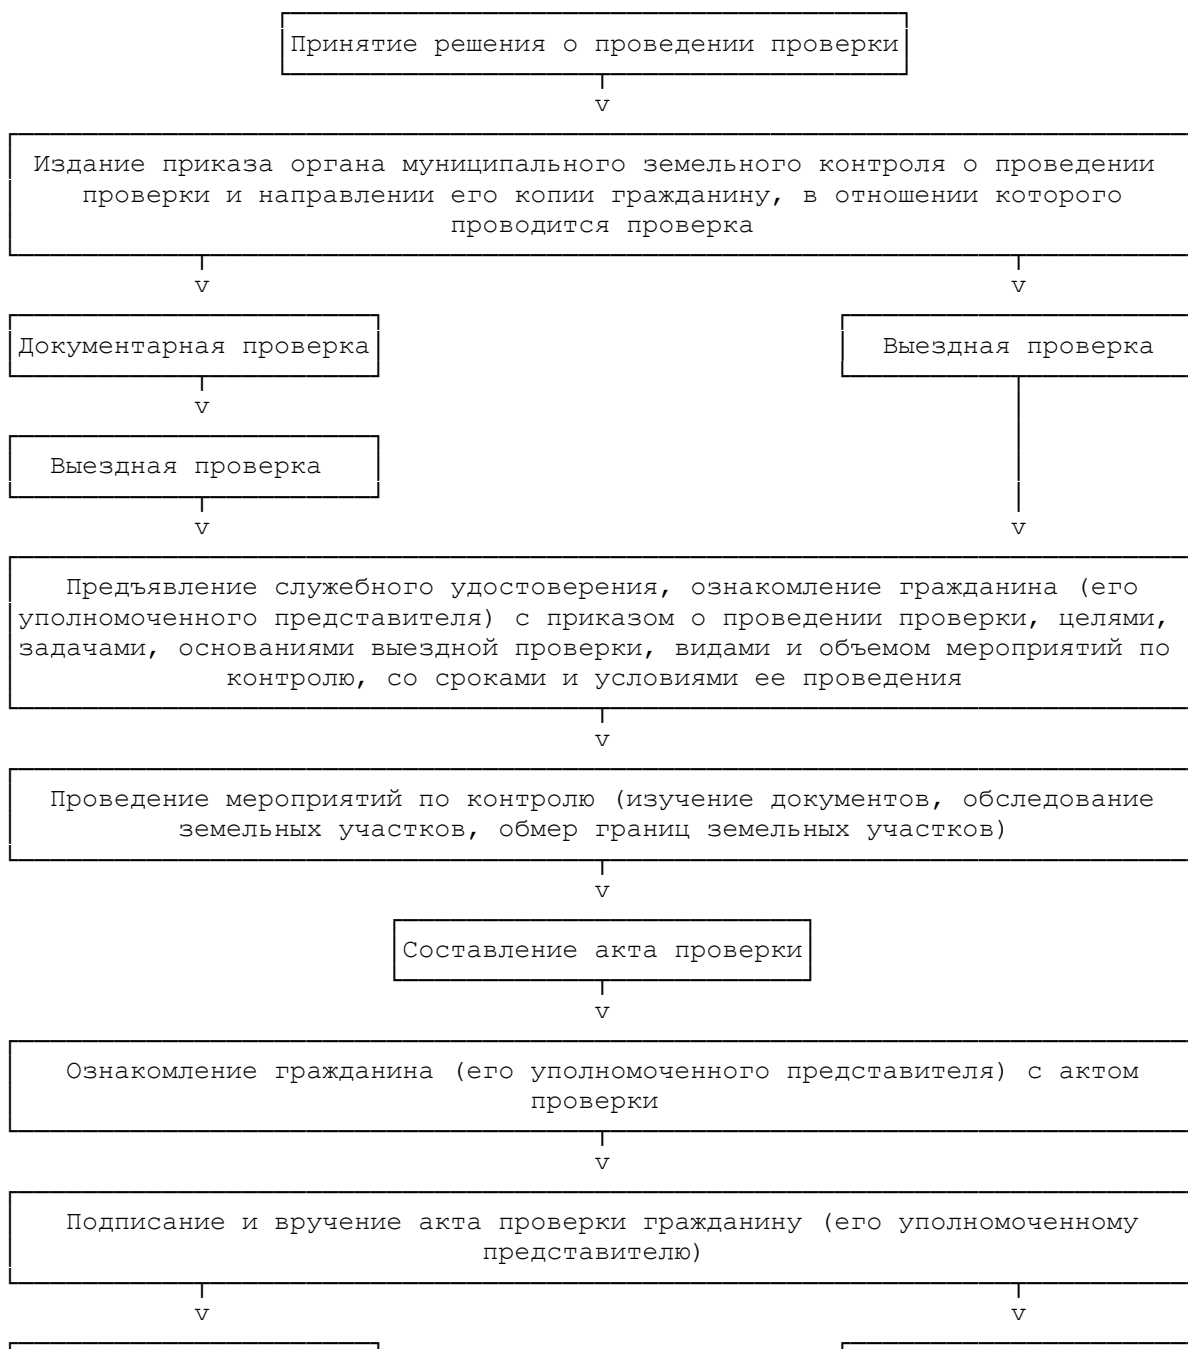 Принятие решения о проведении проверки
v
Издание приказа органа муниципального земельного контроля о проведении
проверки и направлении его копии гражданину, в отношении которого
проводится проверка
v v
Документарная проверка Выездная проверка
v
Выездная проверка
v v
Предъявление служебного удостоверения, ознакомление гражданина (его
уполномоченного представителя) с приказом о проведении проверки, целями,
задачами, основаниями выездной проверки, видами и объемом мероприятий по
контролю, со сроками и условиями ее проведения
v
Проведение мероприятий по контролю (изучение документов, обследование
земельных участков, обмер границ земельных участков)
v
Составление акта проверки
v
Ознакомление гражданина (его уполномоченного представителя) с актом
проверки
v
Подписание и вручение акта проверки гражданину (его уполномоченному
представителю)
v v